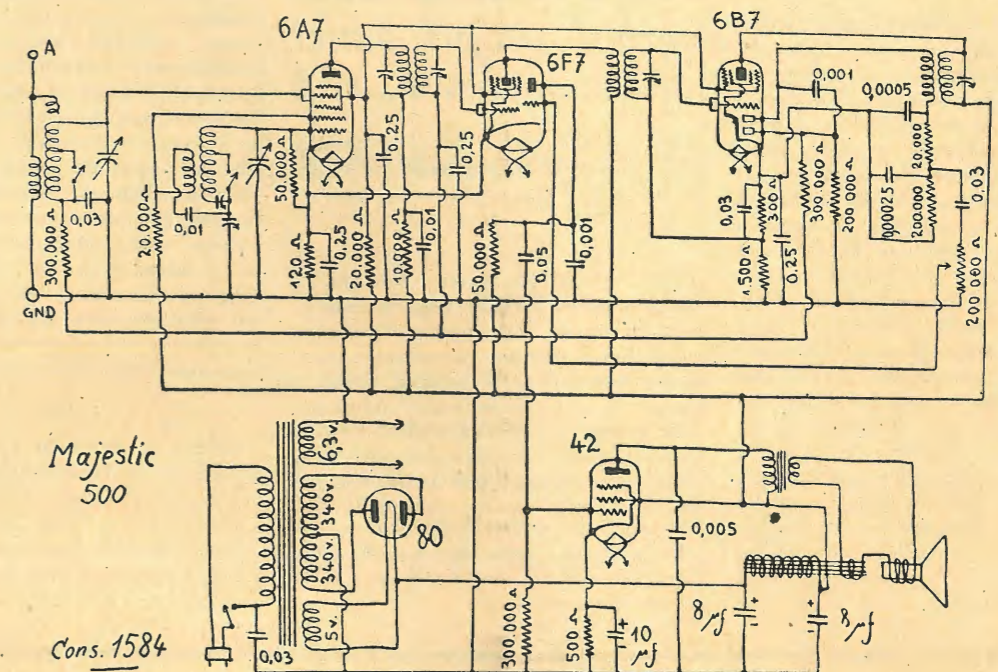 6A7
6F7
6B7
A
GND
300.000 Ω
0,03
20.000 Ω
0,01
50.000 Ω
120 Ω
0,25
20.000 Ω
0,25
10.000 Ω
0,01
0,25
50.000 Ω
0,05
0,001
0,03
300 Ω
1.500 Ω
0.25
300.000 Ω
200 000 Ω
0,001
0,0005
0,00025
20.000
200.000
0,03
200 000 Ω
Majestic
500
Cons. 1584
0,03
6,3 v.
340 v.
340 v.
5 v.
80
42
300.000 Ω
500 Ω
10 μf
0,005
8 μf
8 μf